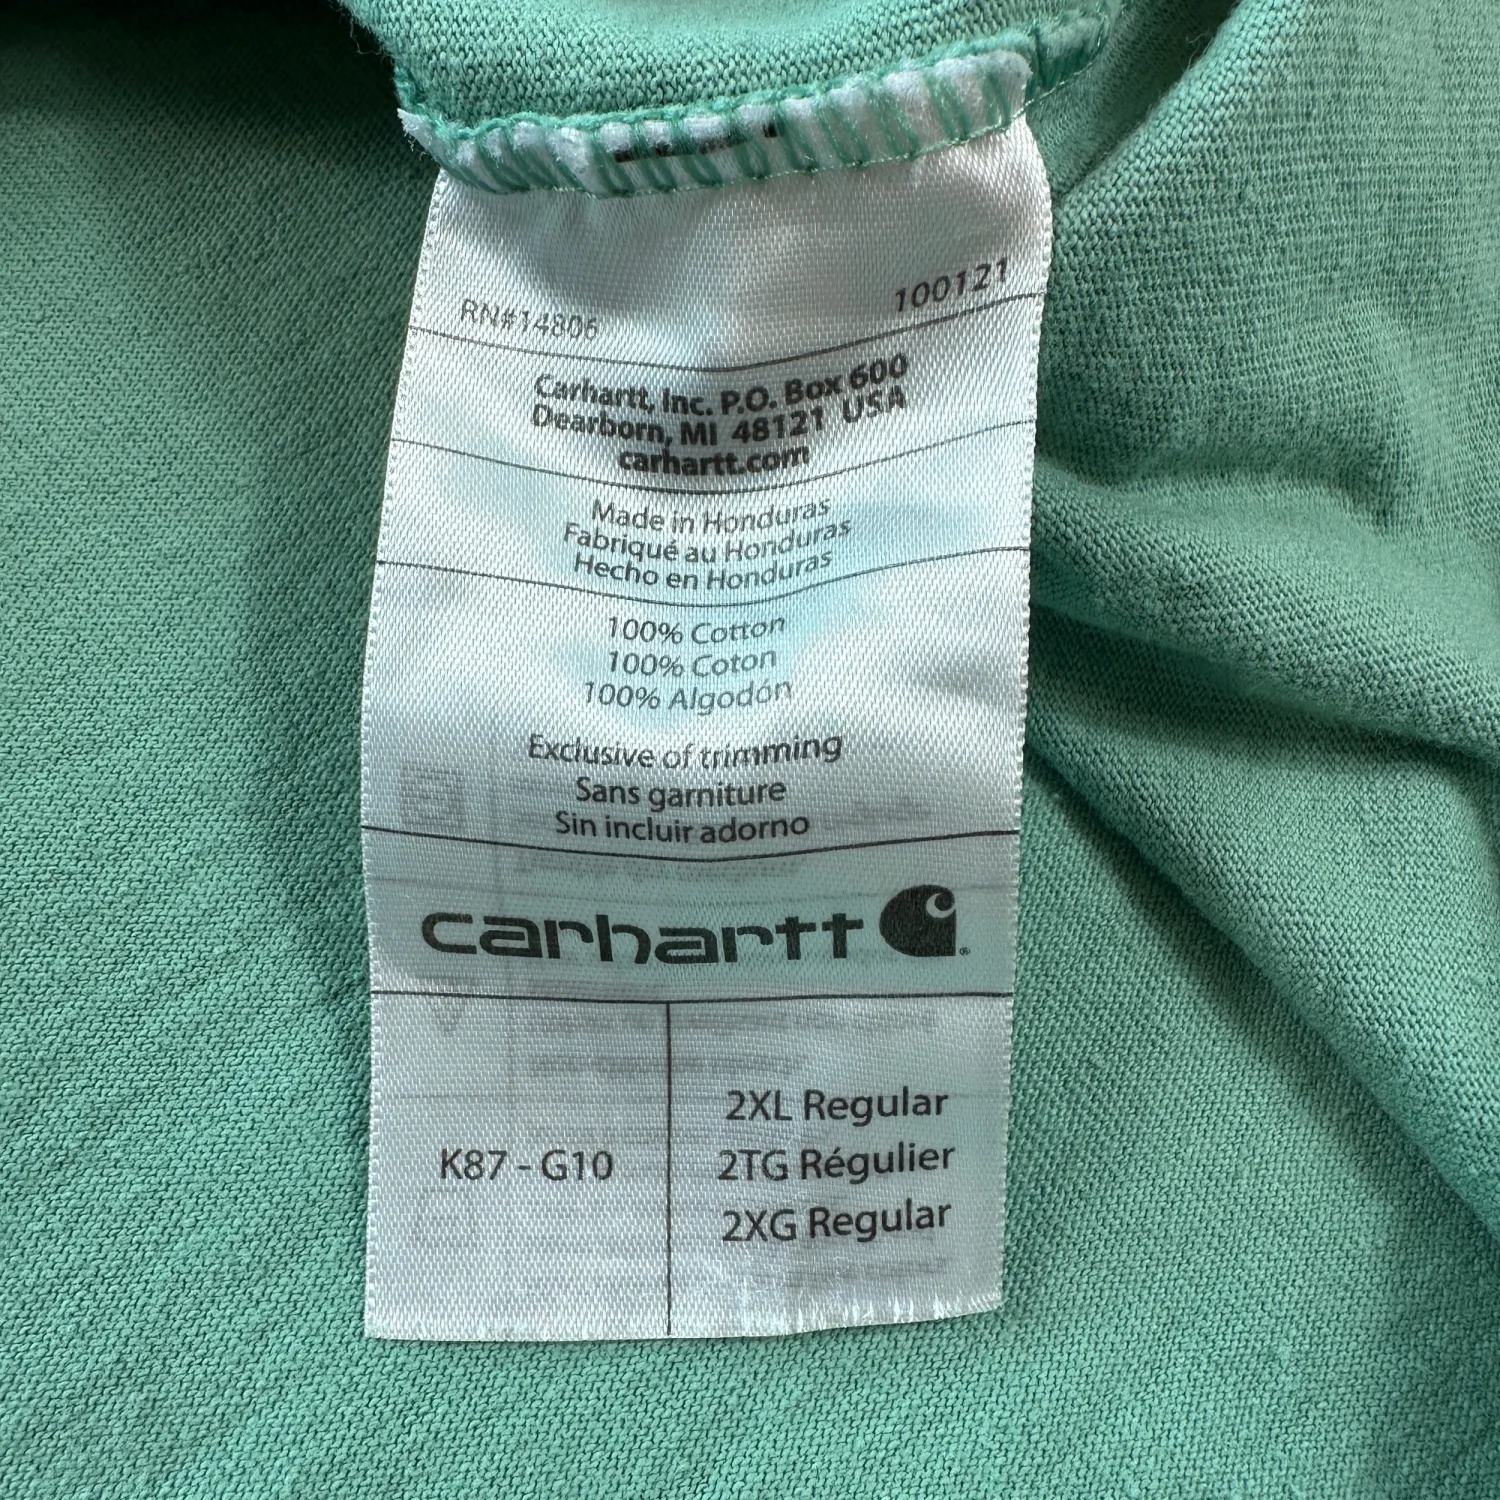 RN#14806 100121
Carhartt, Inc. P.O. Box 600
Dearborn, MI 48121 USA
carhartt.com
Made in Honduras
Fabriqué au Honduras
Hecho en Honduras
100% Cotton
100% Coton
100% Algodón
Exclusive of trimming
Sans garniture
Sin incluir adorno
carhartt
K87 - G10
2XL Regular
2TG Régulier
2XG Regular